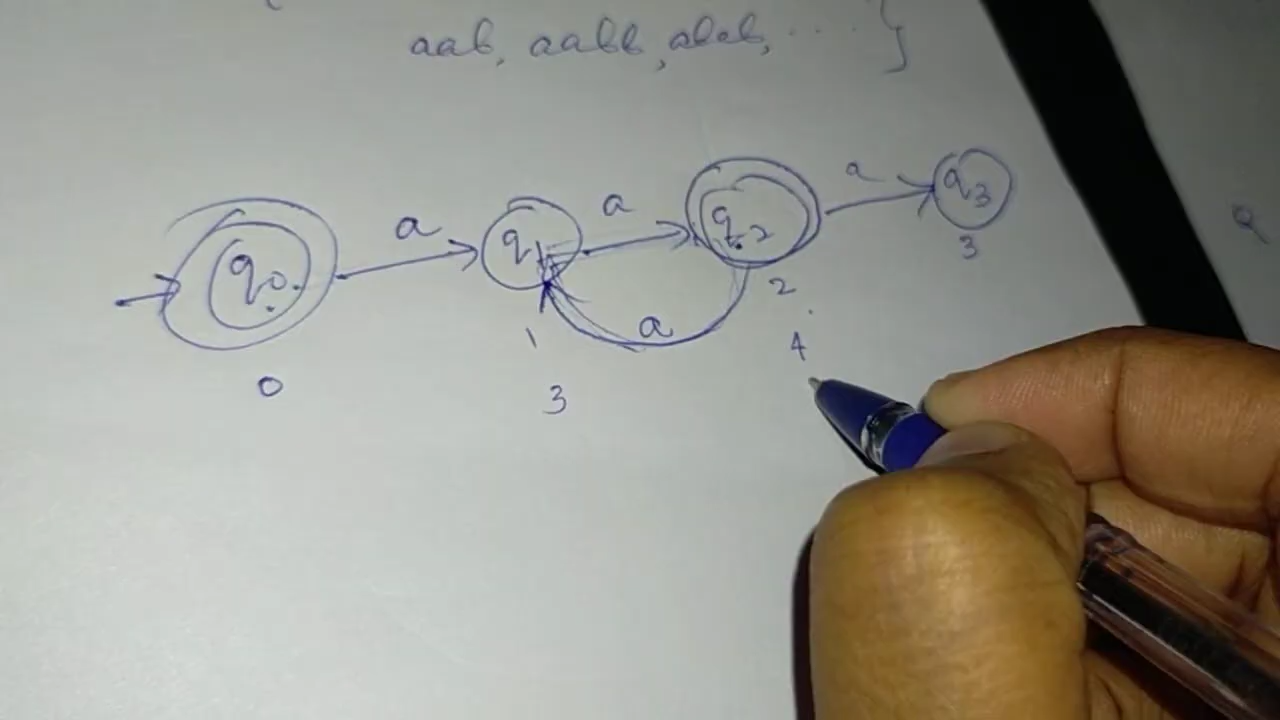 aab, aabb, abab, .... }
a
q3
a
q2
a
q1
q0
3
2
a
1
4
0
3